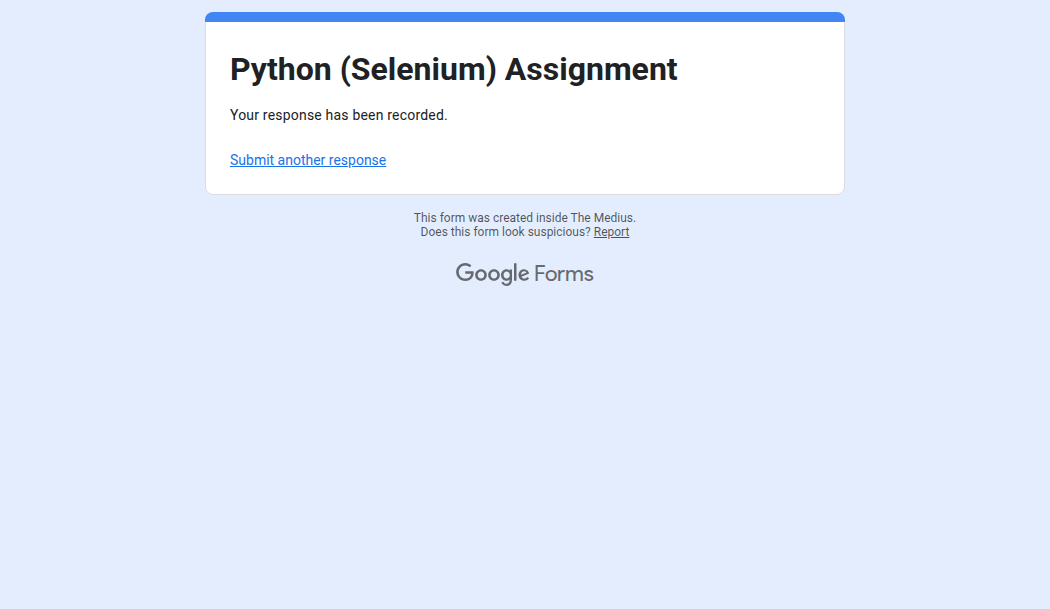 Python (Selenium) Assignment
Your response has been recorded.
Submit another response
This form was created inside The Medius.
Does this form look suspicious? Report
Google Forms